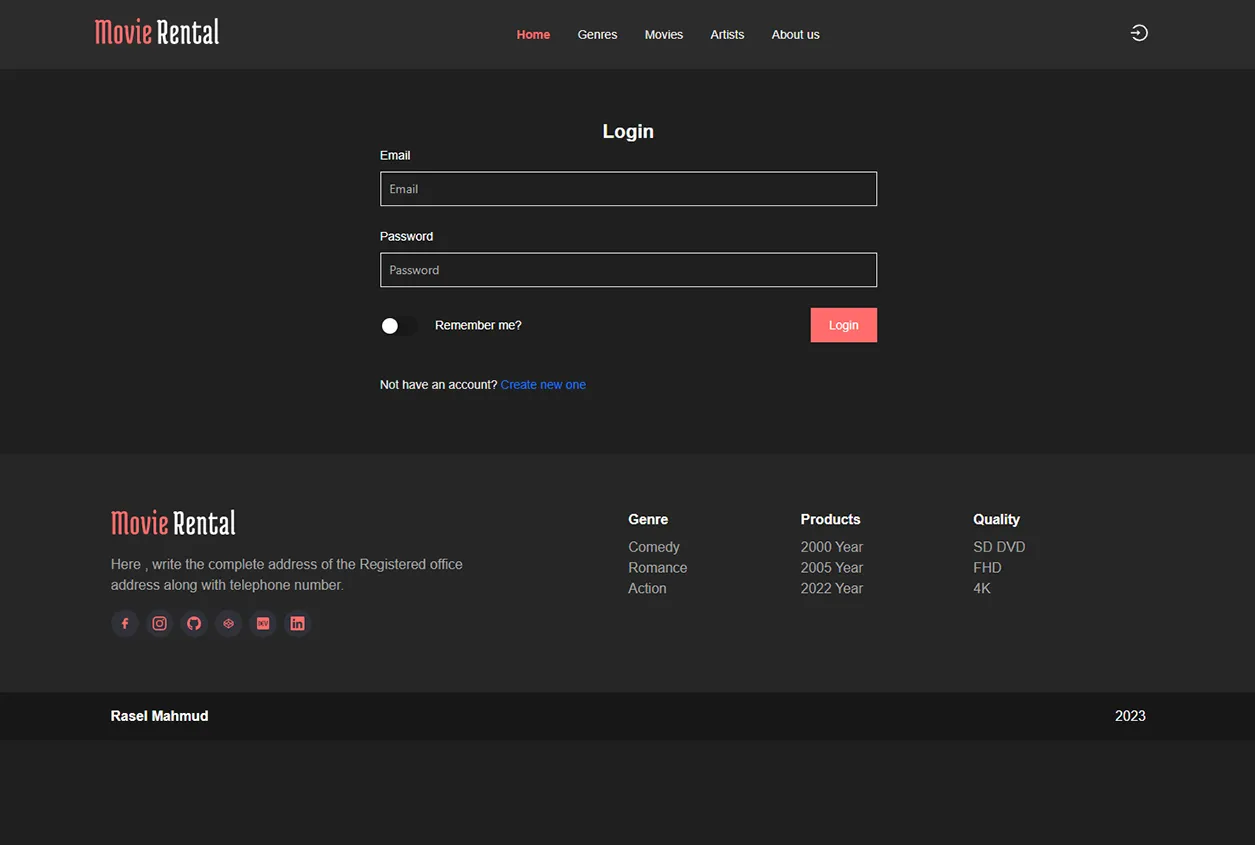 Movie Rental
Home Genres Movies Artists About us
Login
Email
Email
Password
Password
Remember me?
Login
Not have an account? Create new one
Movie Rental
Here , write the complete address of the Registered office
address along with telephone number.
Genre
Comedy
Romance
Action
Products
2000 Year
2005 Year
2022 Year
Quality
SD DVD
FHD
4K
Rasel Mahmud
2023